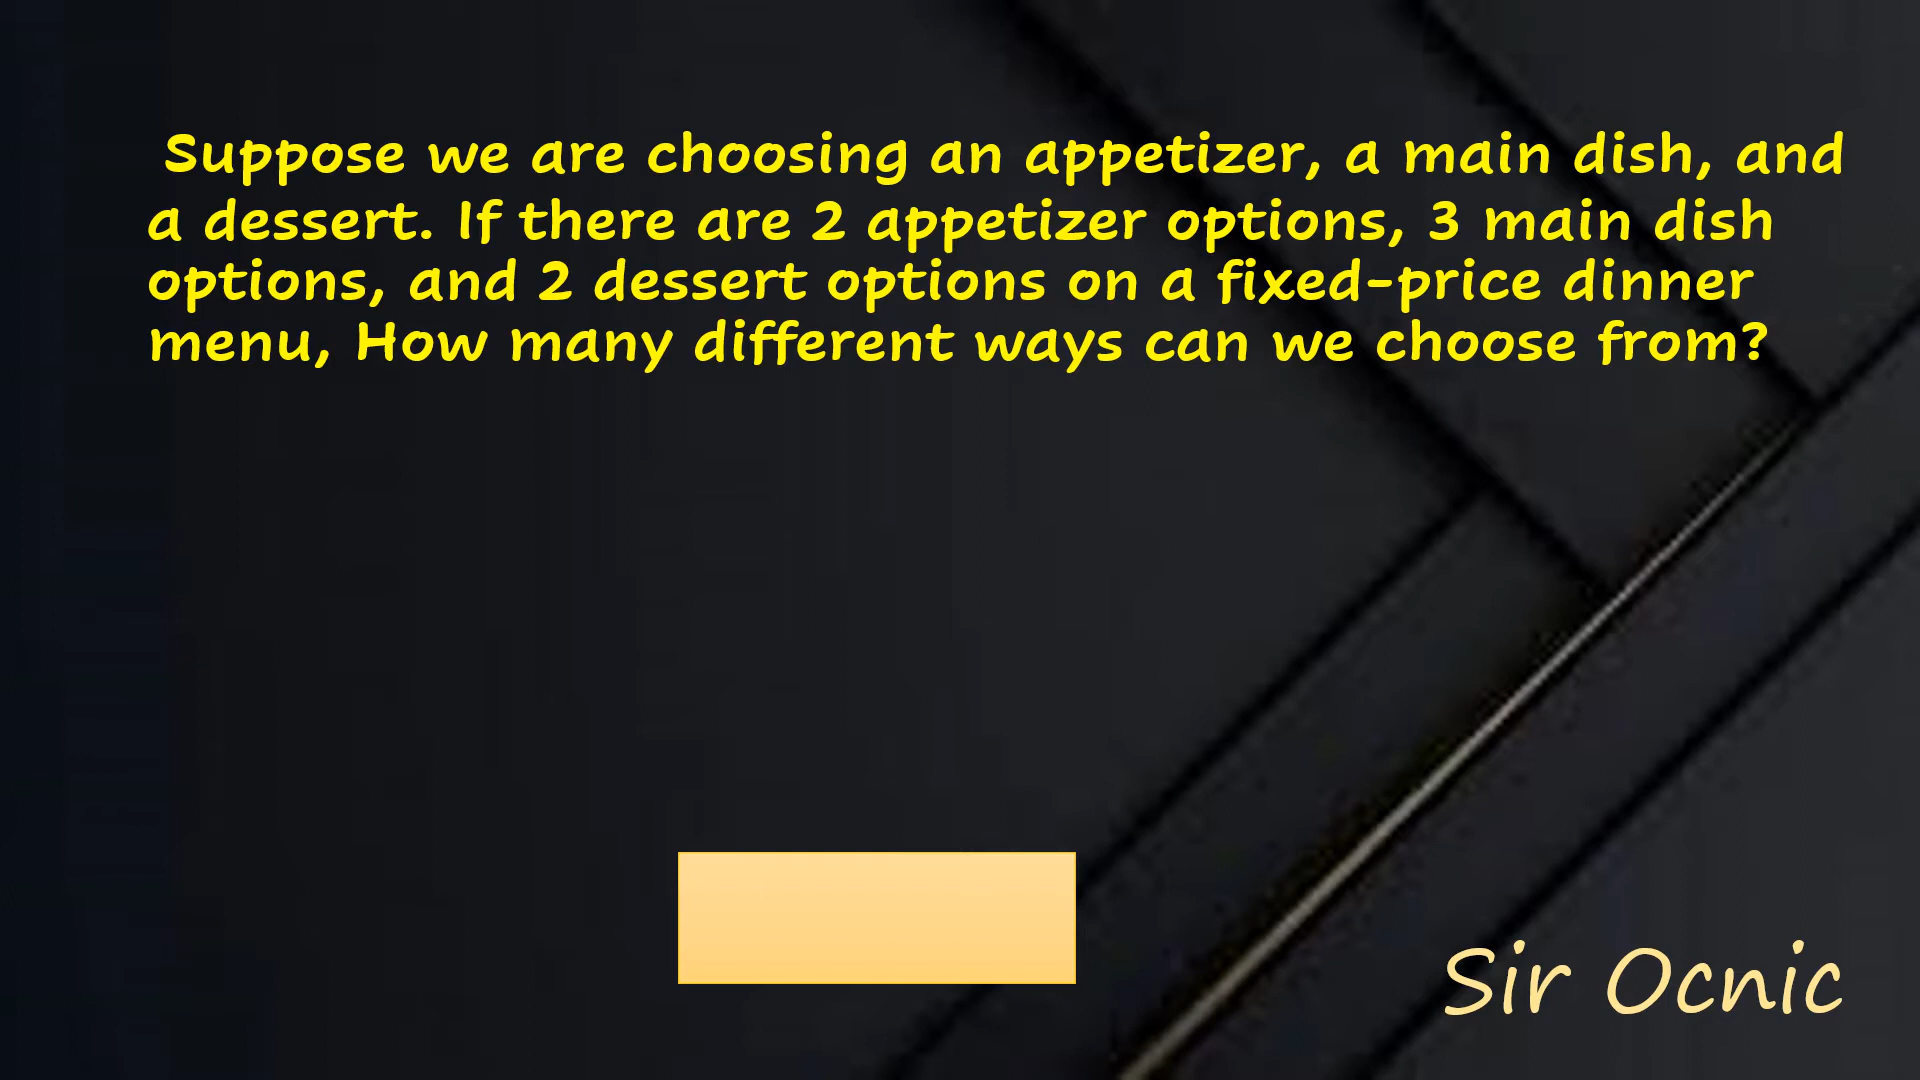 Suppose we are choosing an appetizer, a main dish, and
a dessert. If there are 2 appetizer options, 3 main dish
options, and 2 dessert options on a fixed-price dinner
menu, How many different ways can we choose from?
Sir Ocnic